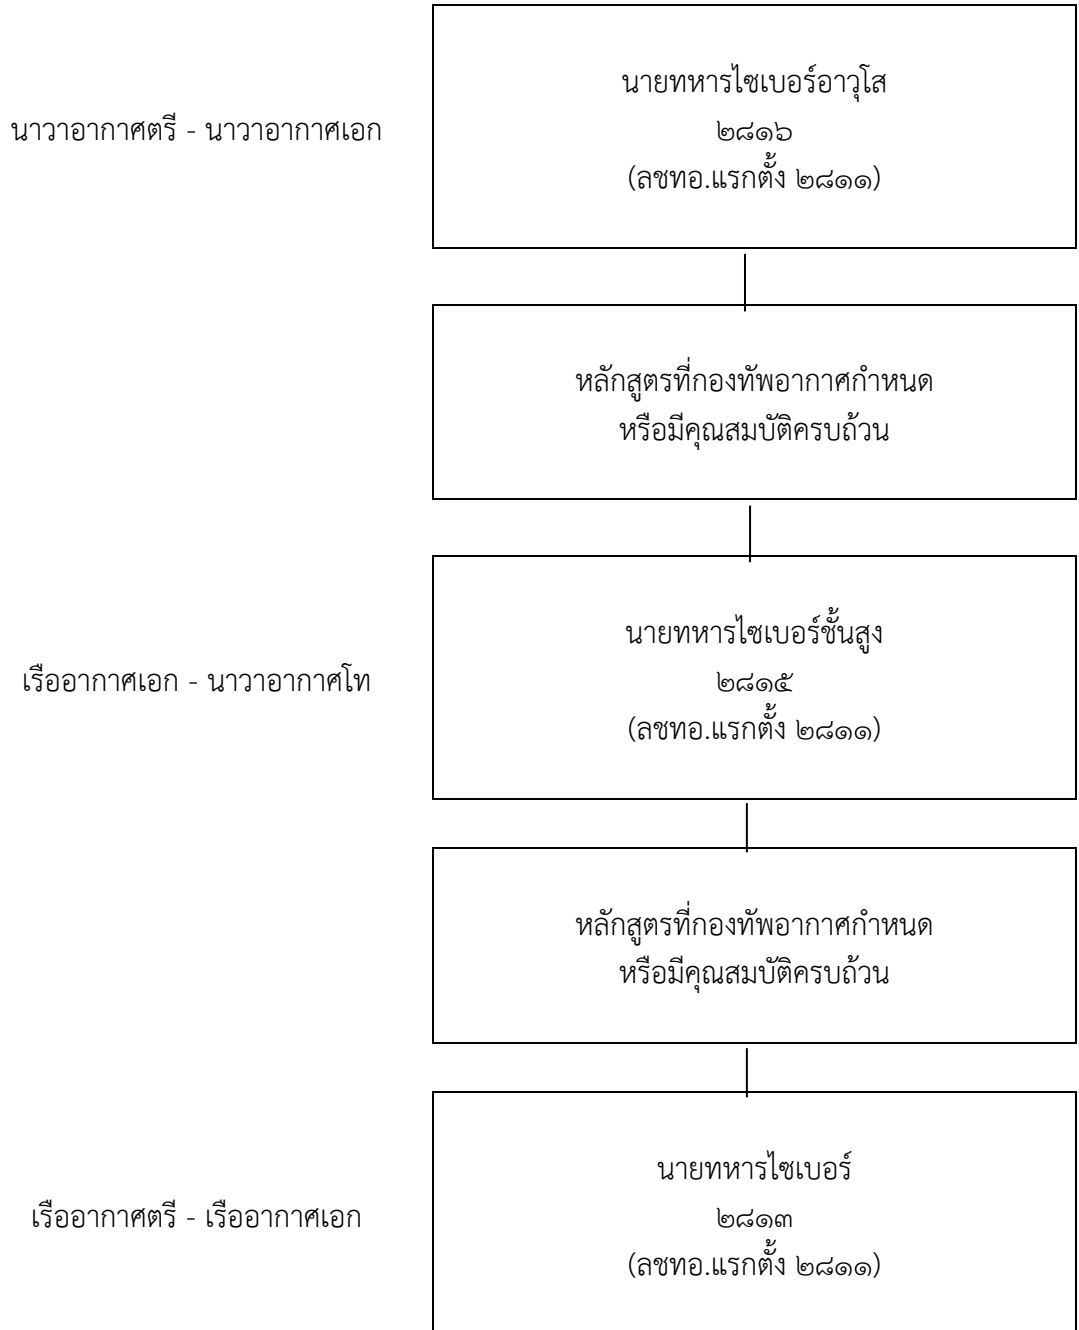 นายทหารไซเบอร์อาวุโส
นาวาอากาศตรี - นาวาอากาศเอก
๒๘๑๖
(ลชทอ.แรกตั้ง ๒๘๑๑)
หลักสูตรที่กองทัพอากาศกำหนด
หรือมีคุณสมบัติครบถ้วน
นายทหารไซเบอร์ชั้นสูง
เรืออากาศเอก - นาวาอากาศโท
๒๘๑๕
(ลชทอ.แรกตั้ง ๒๘๑๑)
หลักสูตรที่กองทัพอากาศกำหนด
หรือมีคุณสมบัติครบถ้วน
นายทหารไซเบอร์
เรืออากาศตรี - เรืออากาศเอก
๒๘๑๓
(ลชทอ.แรกตั้ง ๒๘๑๑)